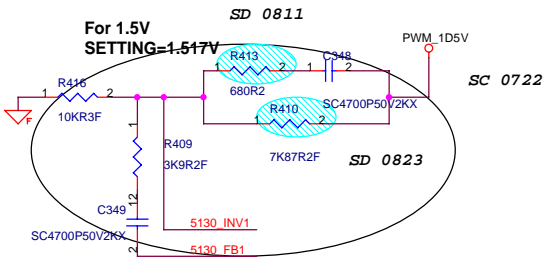 SD 0811
For 1.5V
SETTING=1.517V
PWM_1D5V
R413
C348
SC 0722
R416
1 2
1 2
1 2
680R2
R410
SC4700P50V2KX
10KR3F
F
1 2
1
R409
7K87R2F
SD 0823
3K9R2F
12
C349
5130_INV1
SC4700P50V2KX
2
5130_FB1